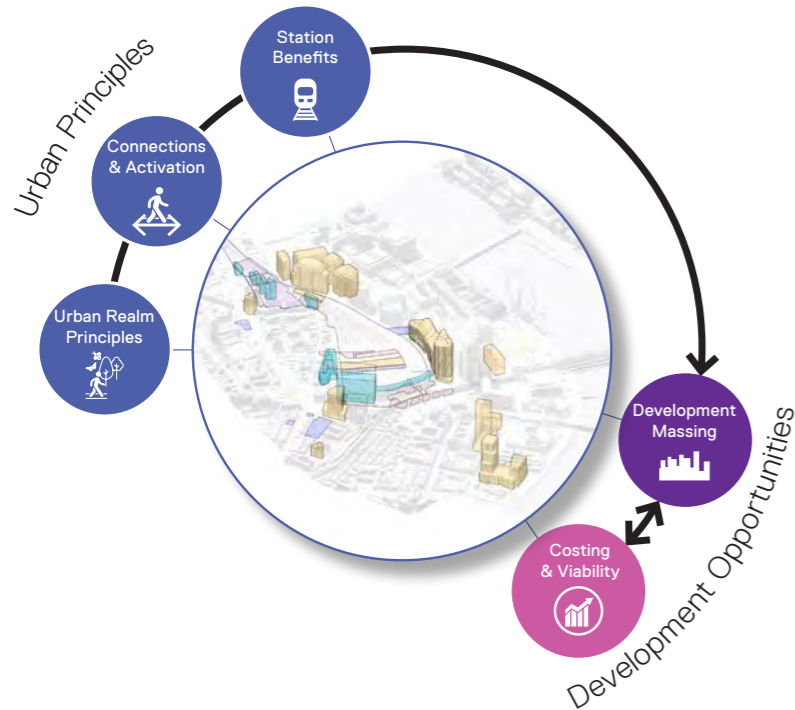 Urban Principles
Station
Benefits
Connections
& Activation
Urban Realm
Principles
Development
Massing
Costing
& Viability
Development Opportunities